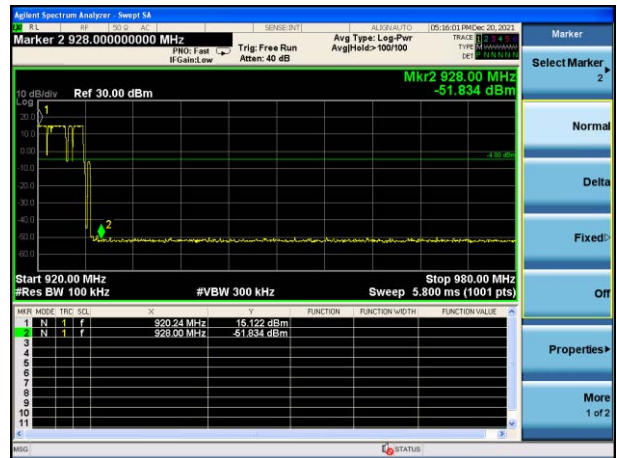 Agilent Spectrum Analyzer - Swept SA
RL RF 50 Ω AC SENSE:INT ALIGNAUTO 05:16:01 PM Dec 20, 2021
Marker 2 928.000000000 MHz
PNO: Fast
IFGain:Low
Trig: Free Run
Atten: 40 dB
Avg Type: Log-Pwr
Avg|Hold:> 100/100
TRACE 1 2 3 4 5 6
TYPE M
DET P N N N N N
Mkr2 928.00 MHz
-51.834 dBm
10 dB/div
Log
Ref 30.00 dBm
20.0
10.0
0.00
-10.0
-20.0
-30.0
-40.0
-50.0
-60.0
1
2
-4.88 dBm
Start 920.00 MHz
#Res BW 100 kHz
#VBW 300 kHz
Stop 980.00 MHz
Sweep 5.800 ms (1001 pts)
MKR MODE TRC SCL X Y FUNCTION FUNCTION WIDTH FUNCTION VALUE
1 N 1 f 920.24 MHz 15.122 dBm
2 N 1 f 928.00 MHz -51.834 dBm
3
4
5
6
7
8
9
10
11
MSG
STATUS
Marker
Select Marker
2
Normal
Delta
Fixed
Off
Properties
More
1 of 2